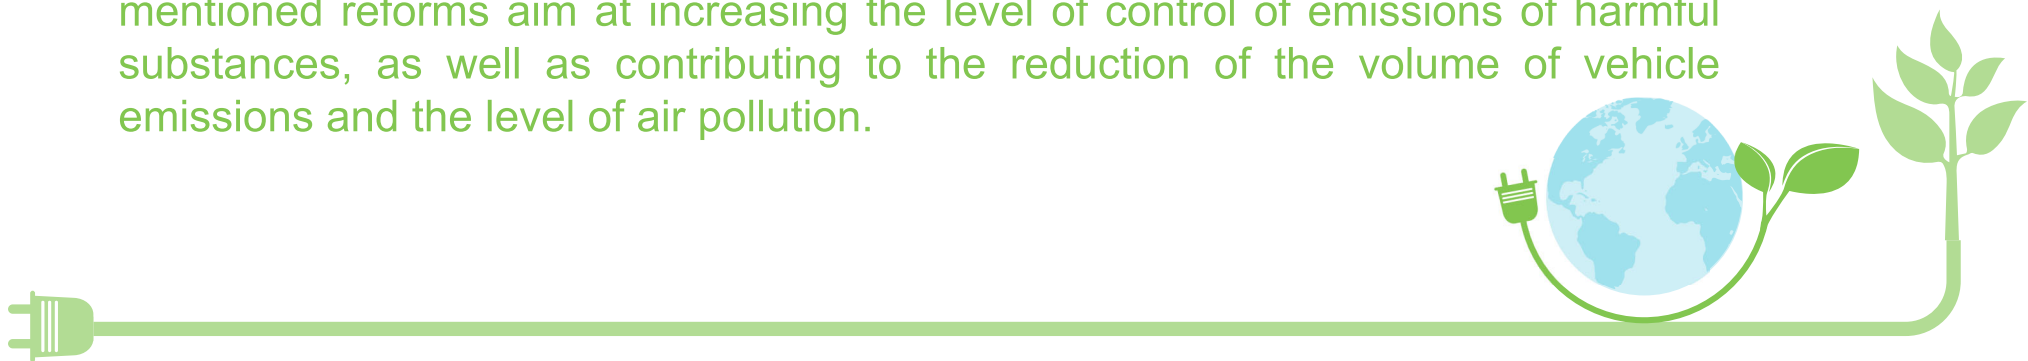 mentioned reforms aim at increasing the level of control of emissions of harmful
substances, as well as contributing to the reduction of the volume of vehicle
emissions and the level of air pollution.